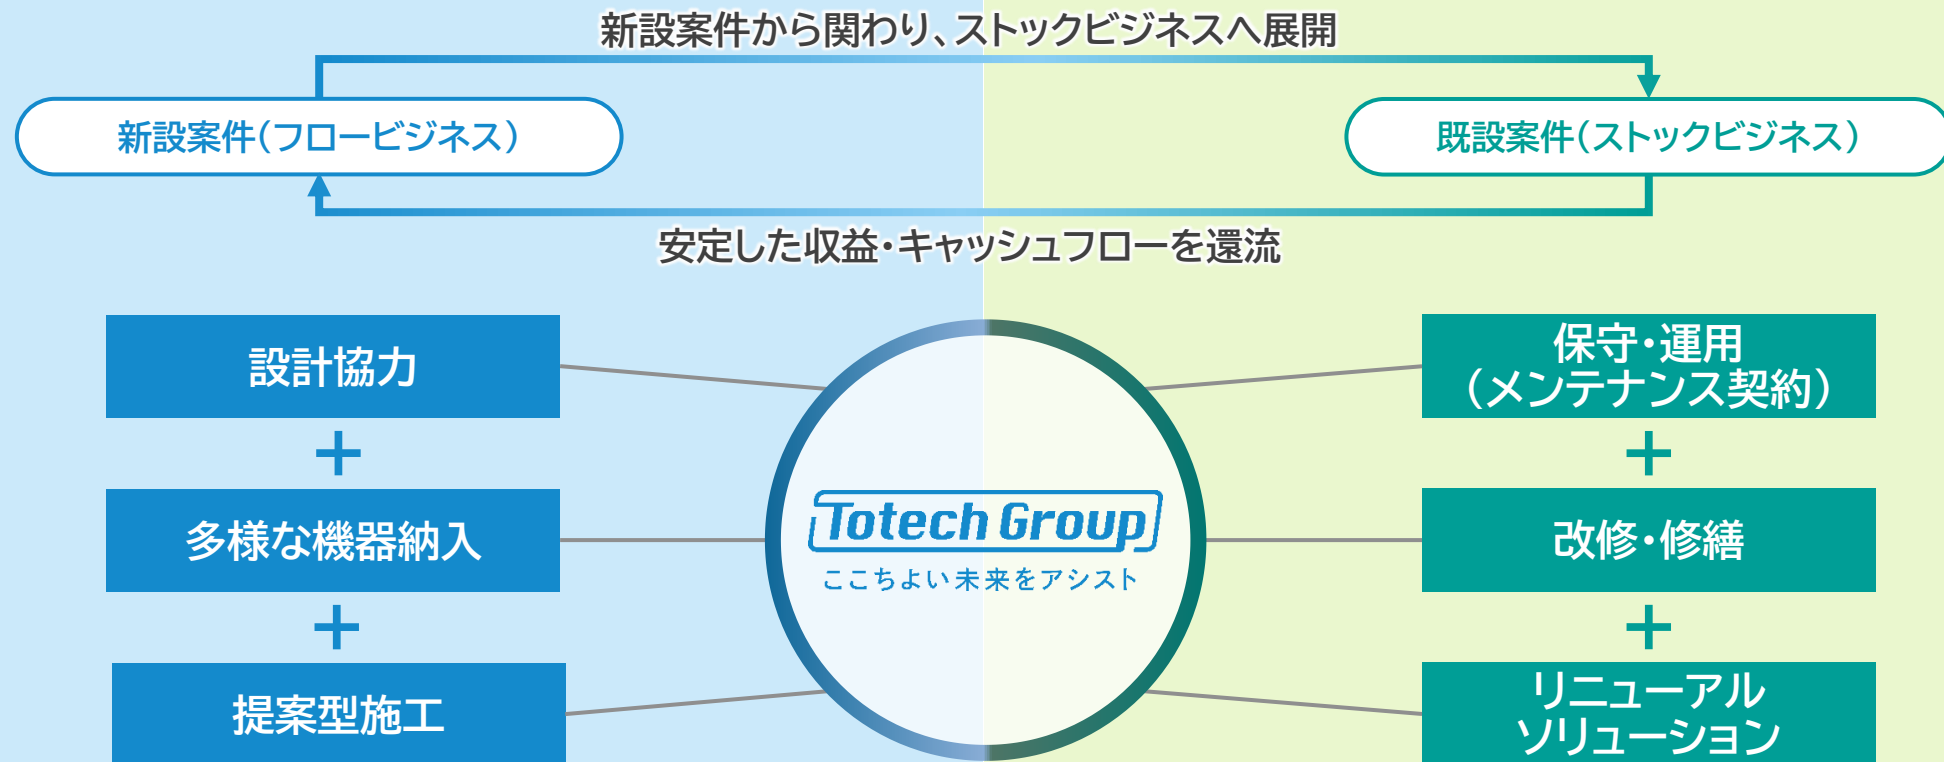 新設案件から関わり、ストックビジネスへ展開
新設案件(フロービジネス)
既設案件(ストックビジネス)
安定した収益・キャッシュフローを還流
設計協力
+
多様な機器納入
+
提案型施工
Totech Group
ここちよい未来をアシスト
保守・運用
(メンテナンス契約)
+
改修・修繕
+
リニューアル
ソリューション